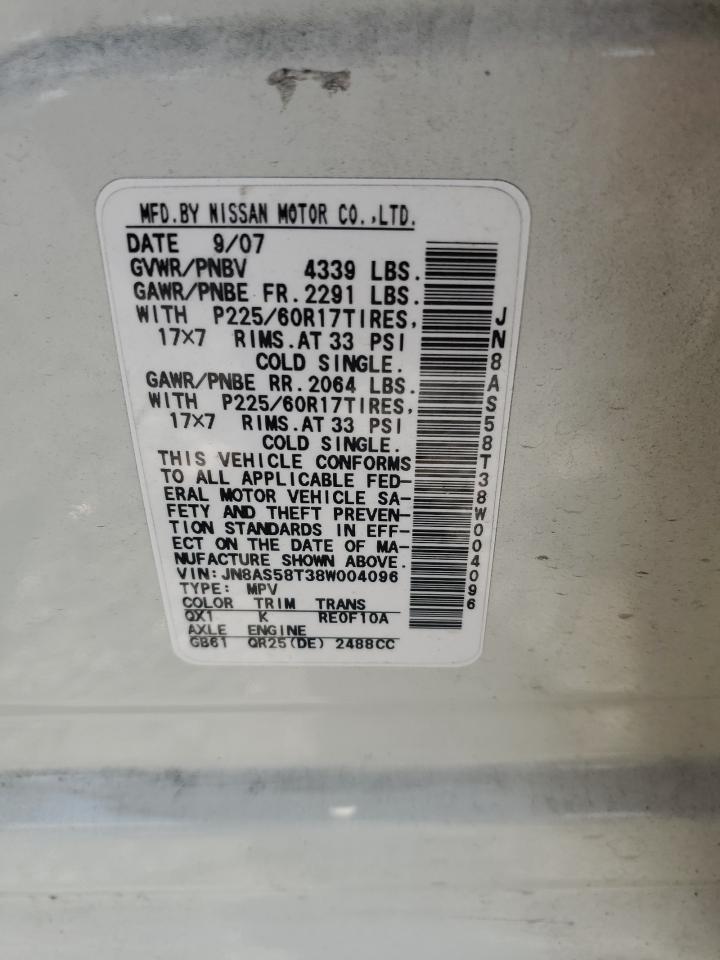 MFD.BY NISSAN MOTOR CO.,LTD.
DATE 9/07
GVWR/PNBV 4339 LBS.
GAWR/PNBE FR.2291 LBS.
WITH P225/60R17TIRES,
17×7 RIMS.AT 33 PSI
COLD SINGLE.
GAWR/PNBE RR.2064 LBS.
WITH P225/60R17TIRES,
17×7 RIMS.AT 33 PSI
COLD SINGLE.
THIS VEHICLE CONFORMS
TO ALL APPLICABLE FED-
ERAL MOTOR VEHICLE SA-
FETY AND THEFT PREVEN-
TION STANDARDS IN EFF-
ECT ON THE DATE OF MA-
NUFACTURE SHOWN ABOVE.
VIN:JN8AS58T38W004096
TYPE: MPV
COLOR TRIM TRANS
QX1 K RE0F10A
AXLE ENGINE
GB61 QR25(DE) 2488CC
JN8AS58T38W004096